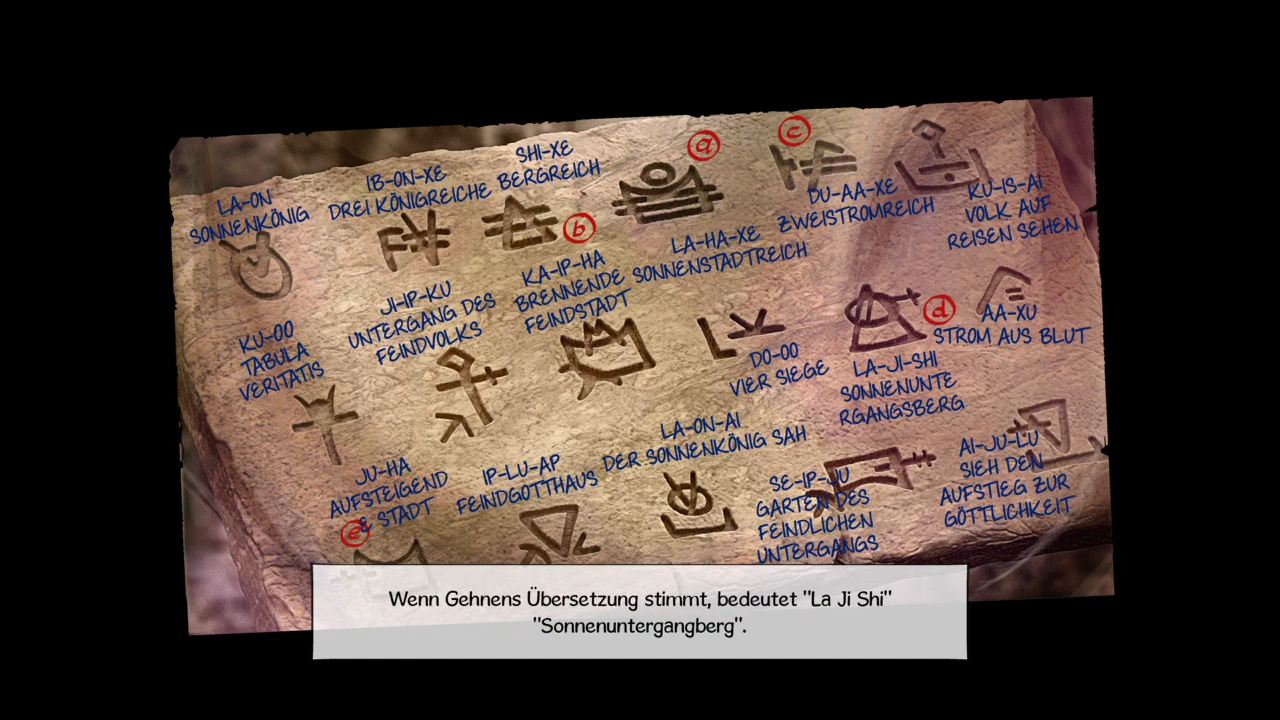 LA-ON
SONNENKÖNIG
IB-ON-XE
DREI KÖNIGREICHE
SHI-XE
BERGREICH
a
c
b
LA-HA-XE
SONNENSTADTREICH
DU-AA-XE
ZWEISTROMREICH
KU-IS-AI
VOLK AUF
REISEN SEHEN
KU-OO
TABULA
VERITATIS
JI-IP-KU
UNTERGANG DES
FEINDVOLKS
KA-IP-HA
BRENNENDE
FEINDSTADT
DO-OO
VIER SIEGE
d
LA-JI-SHI
SONNENUNTE
RGANGSBERG
AA-XU
STROM AUS BLUT
JU-HA
AUFSTEIGEND
E STADT
e
IP-LU-AP
FEINDGOTTHAUS
LA-ON-AI
DER SONNENKÖNIG SAH
SE-IP-JU
GARTEN DES
FEINDLICHEN
UNTERGANGS
AI-JU-LU
SIEH DEN
AUFSTIEG ZUR
GÖTTLICHKEIT
Wenn Gehnens Übersetzung stimmt, bedeutet "La Ji Shi"
"Sonnenuntergangberg".